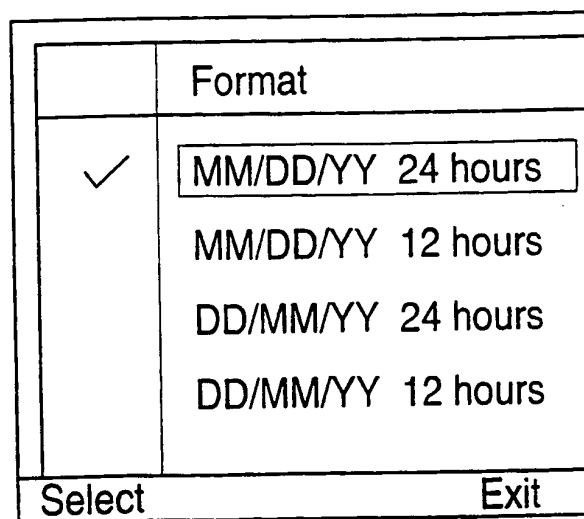 Format
MM/DD/YY 24 hours
MM/DD/YY 12 hours
DD/MM/YY 24 hours
DD/MM/YY 12 hours
Select Exit